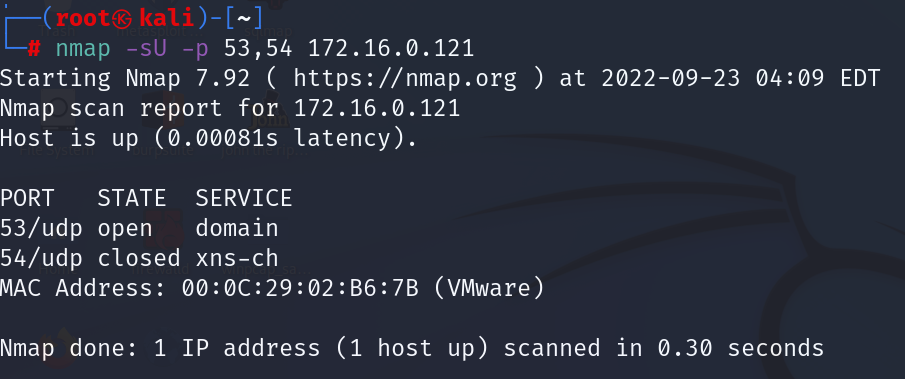 ┌──(root㉿kali)-[~]
└─# nmap -sU -p 53,54 172.16.0.121
Starting Nmap 7.92 ( https://nmap.org ) at 2022-09-23 04:09 EDT
Nmap scan report for 172.16.0.121
Host is up (0.00081s latency).

PORT   STATE  SERVICE
53/udp open   domain
54/udp closed xns-ch
MAC Address: 00:0C:29:02:B6:7B (VMware)

Nmap done: 1 IP address (1 host up) scanned in 0.30 seconds